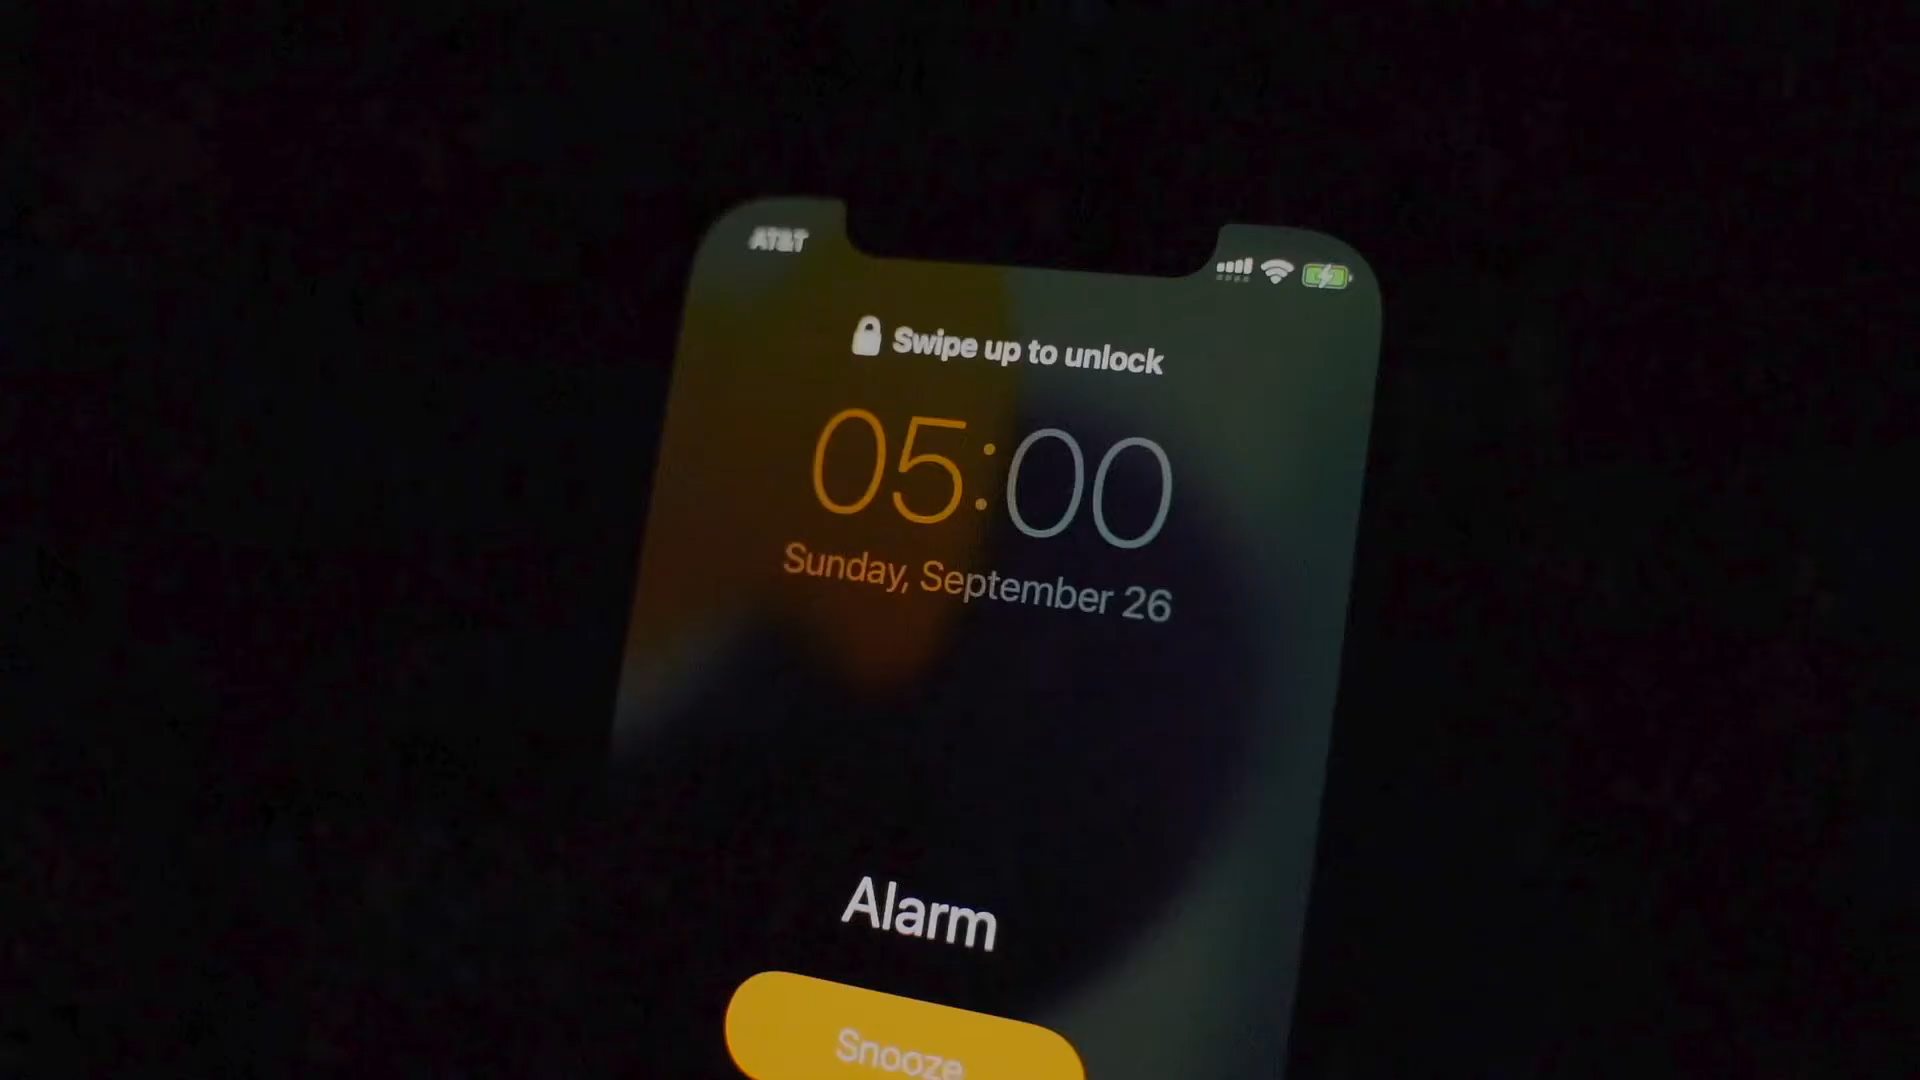 AT&T
Swipe up to unlock
05:00
Sunday, September 26
Alarm
Snooze